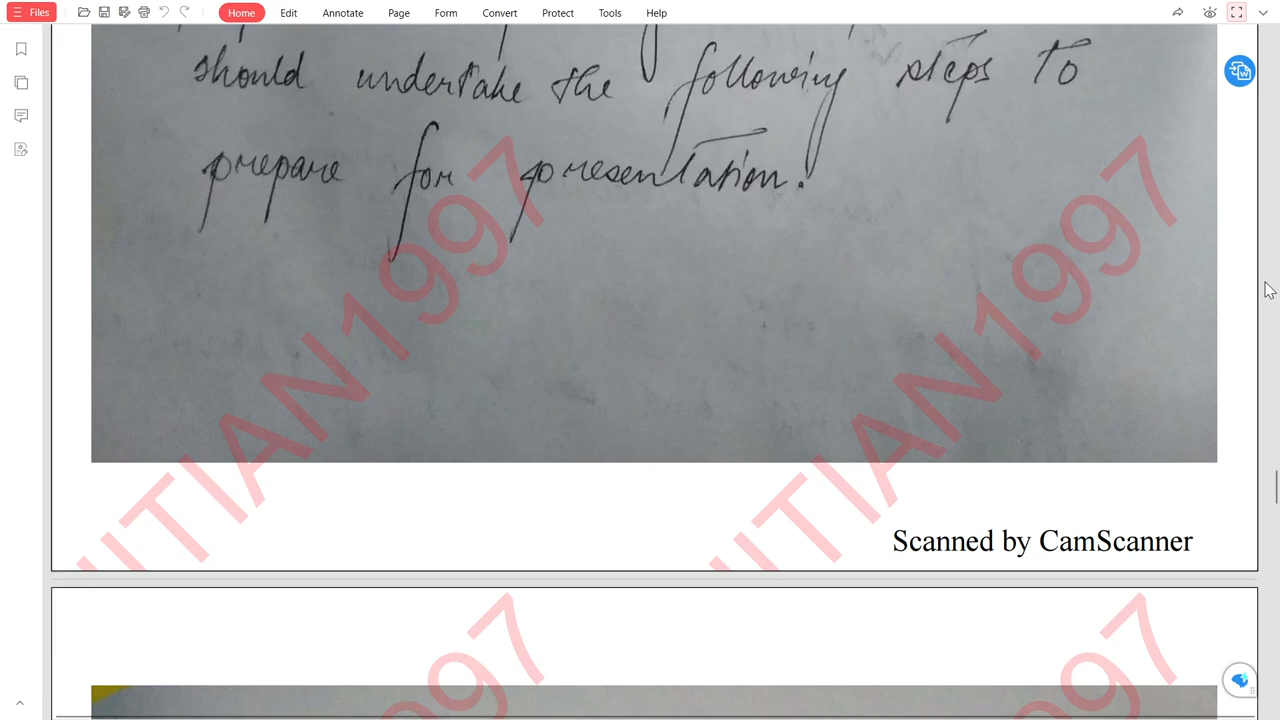 Files
Home
Edit
Annotate
Page
Form
Convert
Protect
Tools
Help
should undertake the following steps to
prepare for presentation.
Scanned by CamScanner